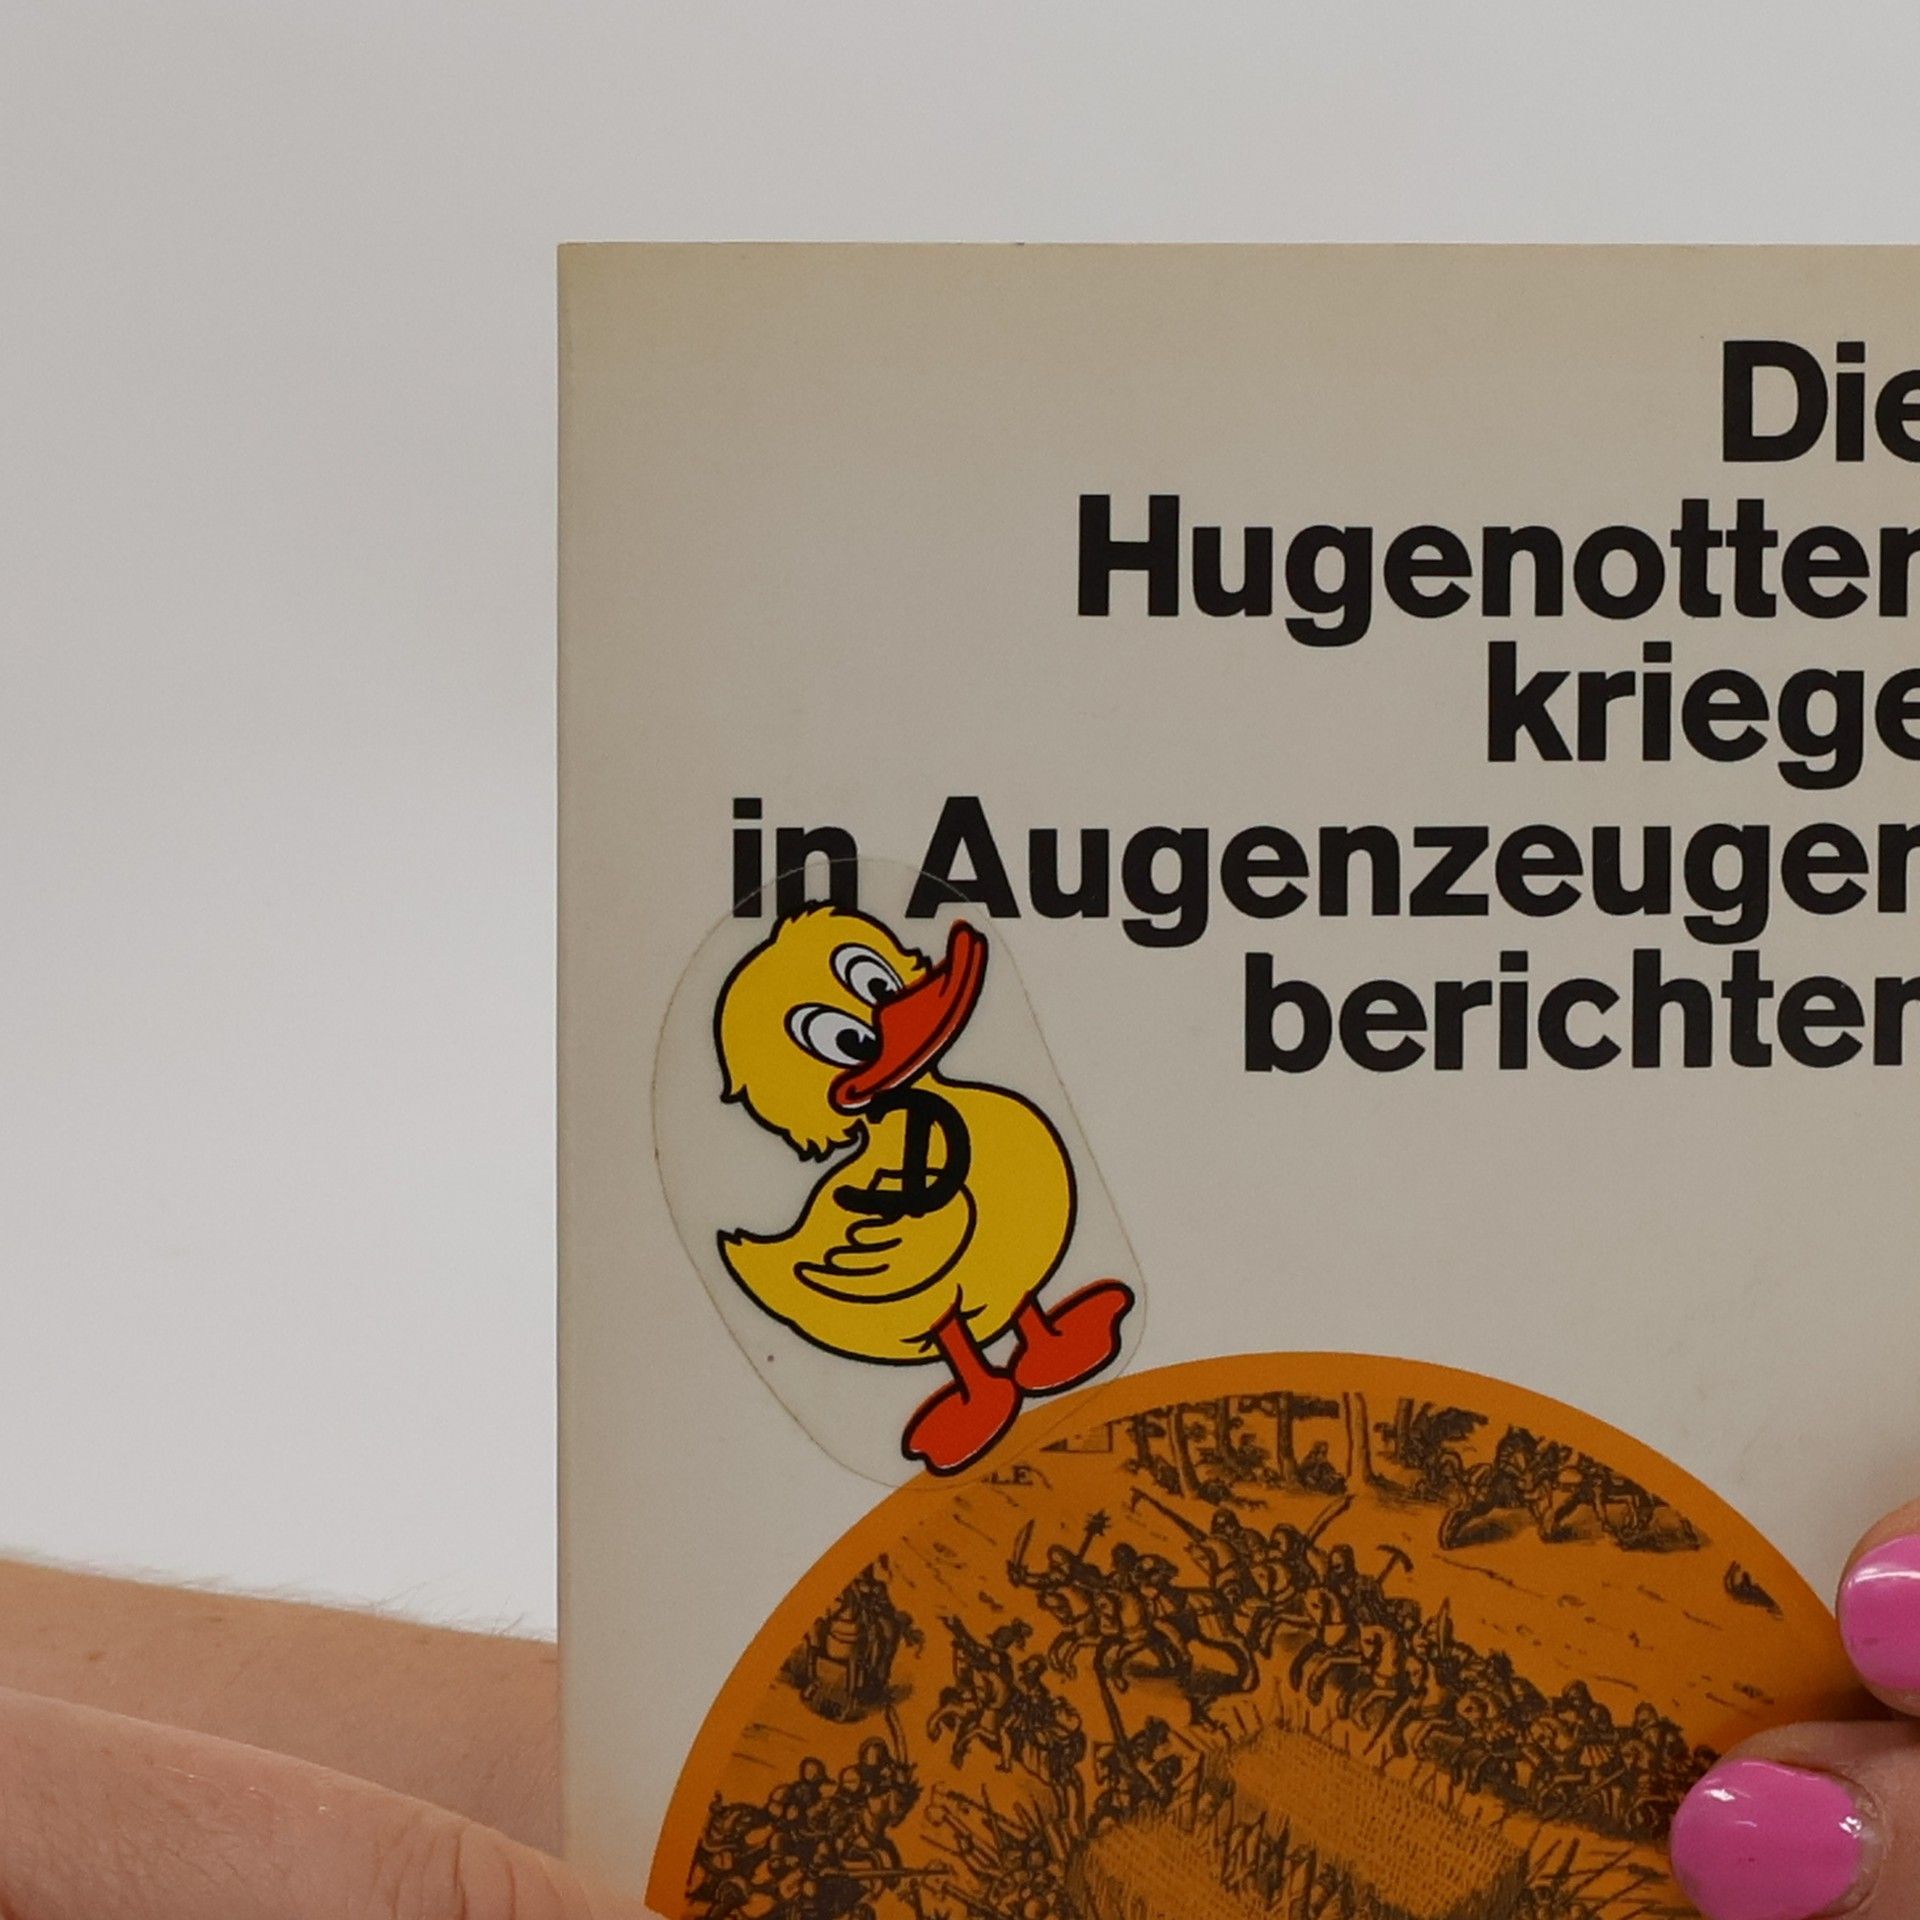 Die
Hugenotten
kriege
in Augenzeugen
berichten
D